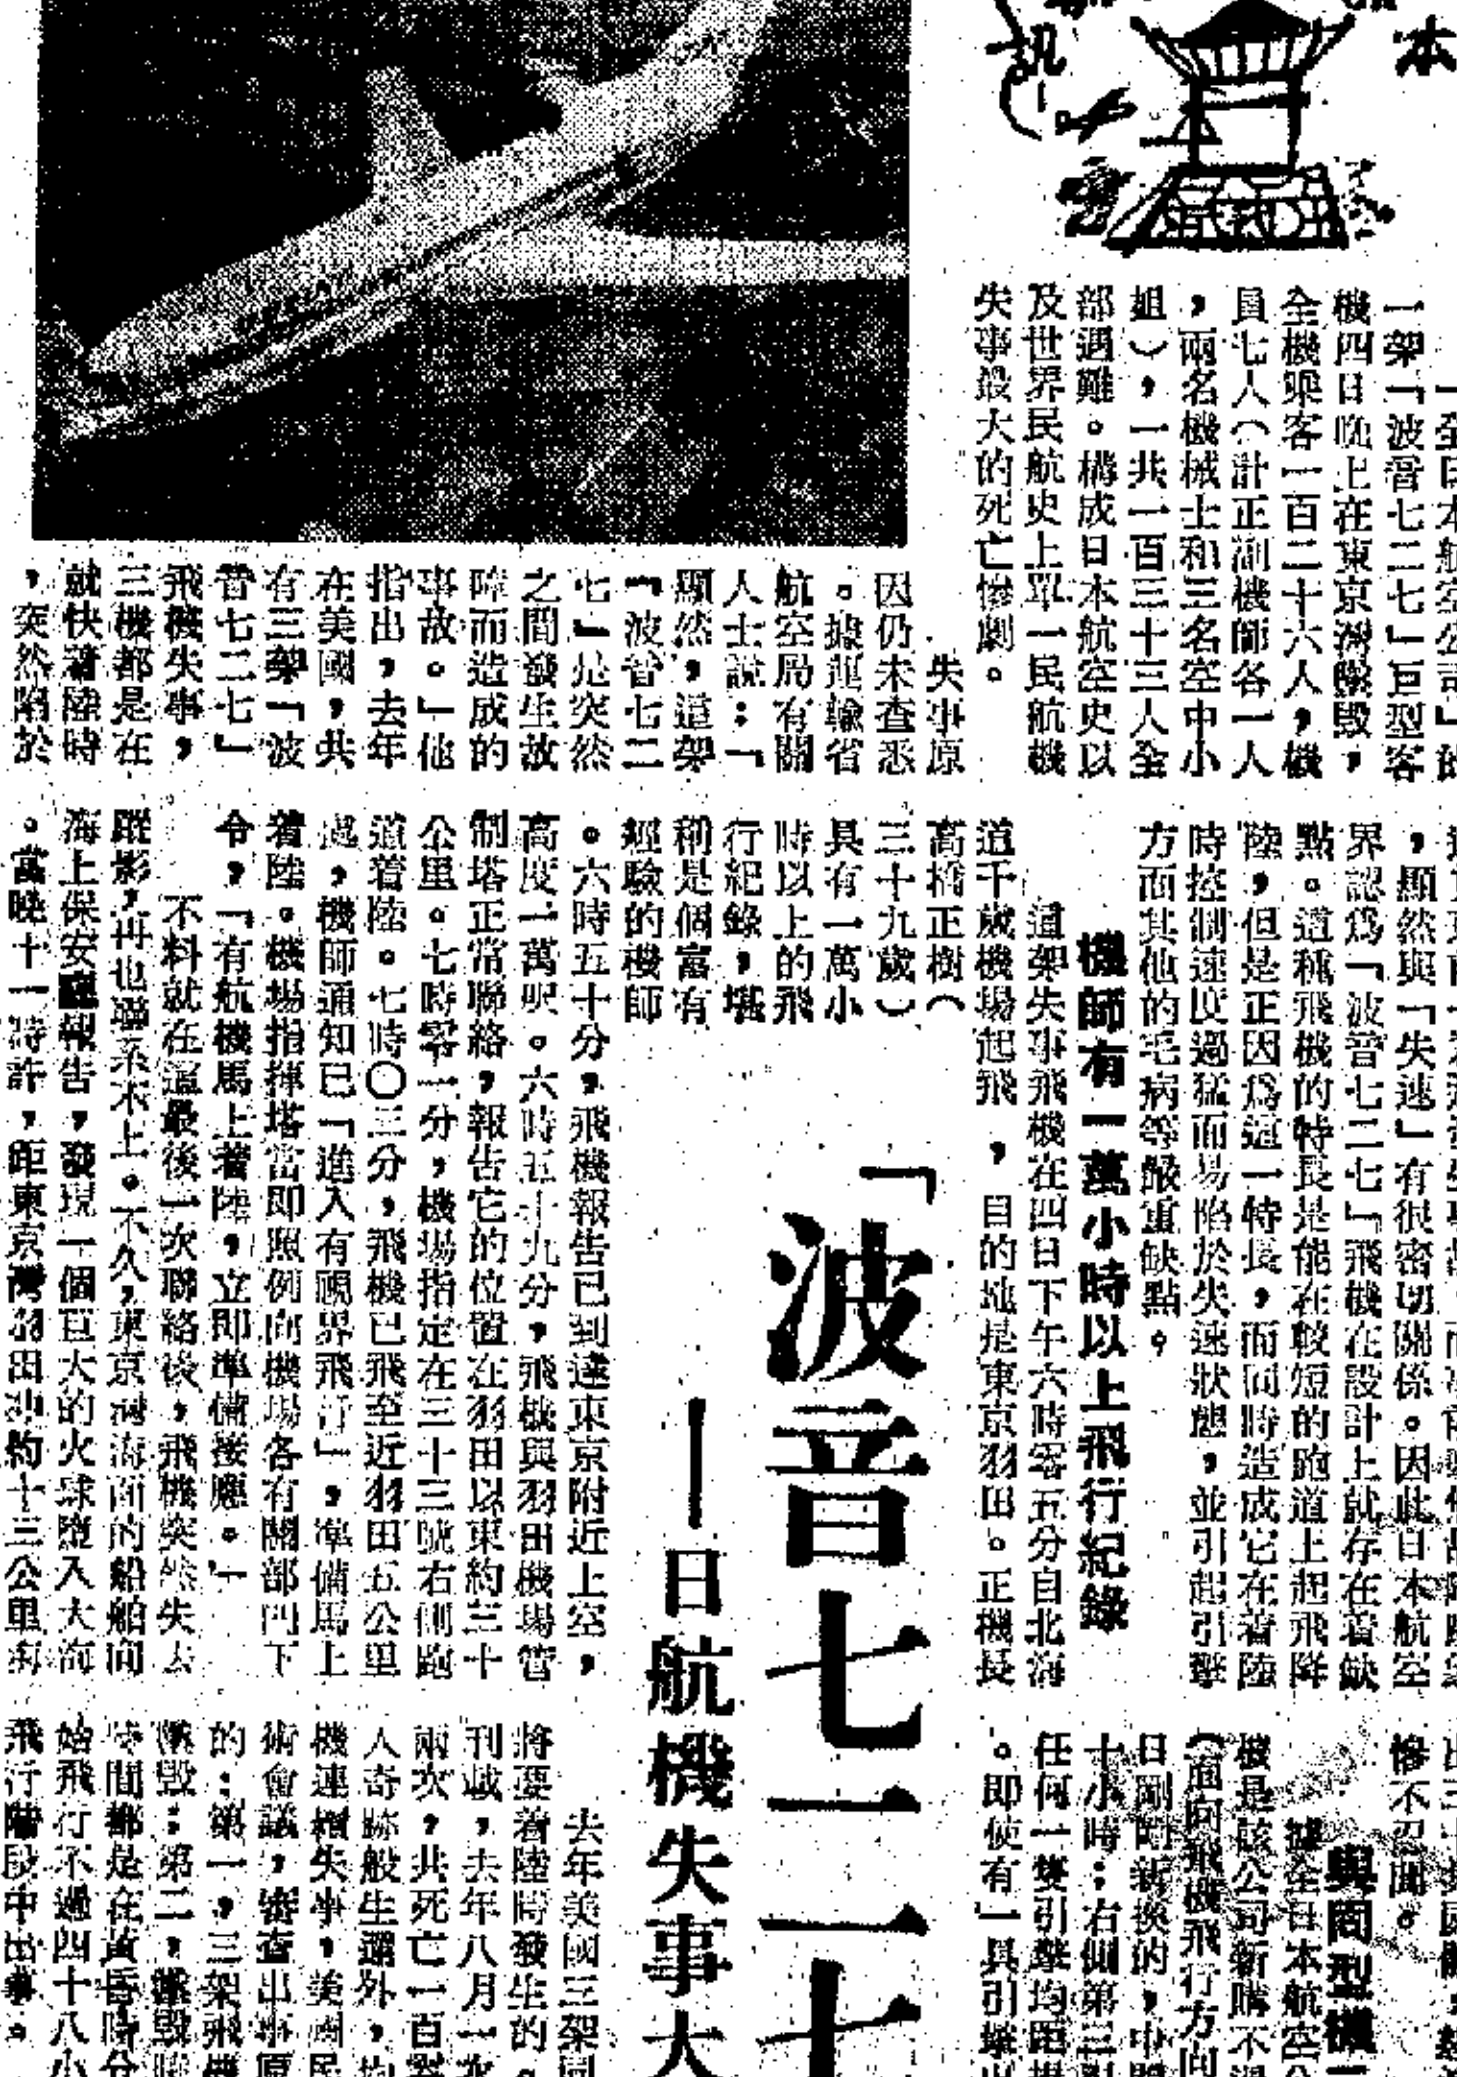 本
訊
「全日本航空公司」的
一架「波音七二七」巨型客
機四日晚上在東京灣墜毀，
全機乘客一百二十六人，機
員七人（計正副機師各一人
，兩名機械士和三名空中小
姐），一共一百三十三人全
部遇難。構成日本航空史以
及世界民航史上單一民航機
失事最大的死亡慘劇。
失事原
因仍未查悉
。據運輸省
航空局有關
人士說：「
顯然，這架
「波音七二
七」是突然
之間發生故
障而造成的
事故。」他
指出，去年
在美國，共
有三架「波
音七二七」
飛機失事，
三機都是在
就快着陸時
，突然陷於
，顯然與「失速」有很密切關係。因此日本航空
界認爲「波音七二七」飛機在設計上就存在着缺
點。這種飛機的特長是能在較短的跑道上起飛降
陸，但是正因爲這一特長，而同時造成它在着陸
時控制速度過猛而易陷於失速狀態，並引起引擎
方面其他的毛病等嚴重缺點。
機師有一萬小時以上飛行紀錄
這架失事飛機在四日下午六時零五分自北海
道千歲機場起飛，目的地是東京羽田。正機長
高橋正樹（
三十九歲）
具有一萬小
時以上的飛
行紀錄，堪
稱是個富有
經驗的機師
。六時五十分，飛機報告已到達東京附近上空，
高度一萬呎。六時五十九分，飛機與羽田機場管
制塔正常聯絡，報告它的位置在羽田以東約三十
公里。七時零一分，機場指定在三十三號右側跑
道着陸。七時〇三分，飛機已飛至近羽田五公里
處，機師通知已「進入有視界飛行」，準備馬上
着陸。機場指揮塔當即照例向機場各有關部門下
令，「有航機馬上着陸，立即準備接應。」
不料就在這最後一次聯絡後，飛機突然失去
蹤影，再也聯系不上。不久，東京灣海面的船舶向
海上保安廳報告，發現一個巨大的火球墮入大海
。當晚十一時許，距東京灣羽田沖約十三公里海
「波音七二七
——日航機失事大
慘不忍聞。
與同型機三
據全日本航空公
機是該公司新購不過
（面向飛機飛行方向
日剛剛新換的，中間
十小時；右側第三引
任何一隻引擎均距損
。即使有一具引擎出
去年美國三架同
將要着陸時發生的。
刊載，去年八月一次
兩次，共死亡一百
人奇跡般生還外，均
機連續失事，美國民
術會議，審查出事原
的：第一，三架飛機
墜毀；第二，墜毀時
時間都是在黃昏時分
始飛行不過四十八小
飛行階段中出事。